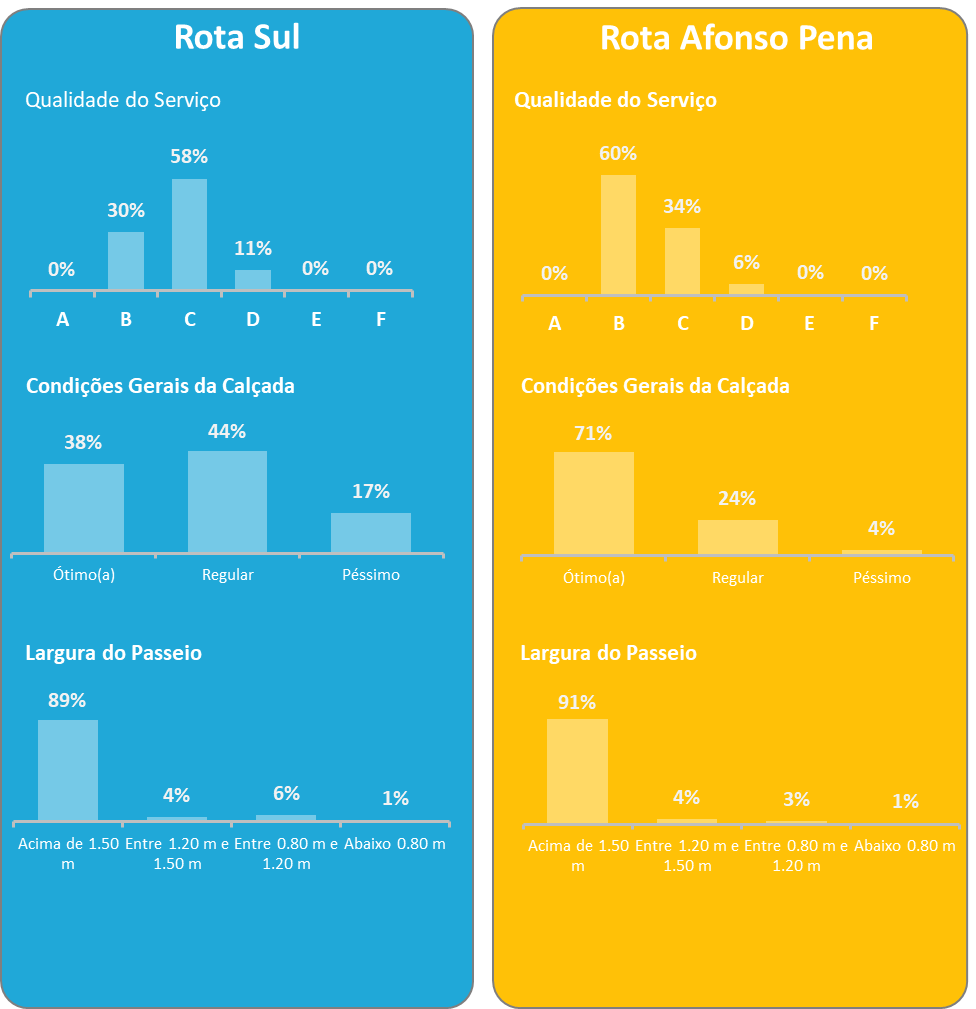 Rota Sul
Qualidade do Serviço
58%
30%
11%
0%
0%
0%
A B C D E F
Condições Gerais da Calçada
44%
38%
17%
Ótimo(a) Regular Péssimo
Largura do Passeio
89%
4% 6% 1%
Acima de 1.50 Entre 1.20 m e Entre 0.80 m e Abaixo 0.80 m
m 1.50 m 1.20 m
Rota Afonso Pena
Qualidade do Serviço
60%
34%
6%
0%
0%
0%
A B C D E F
Condições Gerais da Calçada
71%
24%
4%
Ótimo(a) Regular Péssimo
Largura do Passeio
91%
4% 3% 1%
Acima de 1.50 Entre 1.20 m e Entre 0.80 m e Abaixo 0.80 m
m 1.50 m 1.20 m